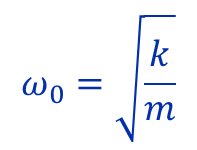 ω₀ = √(k/m)